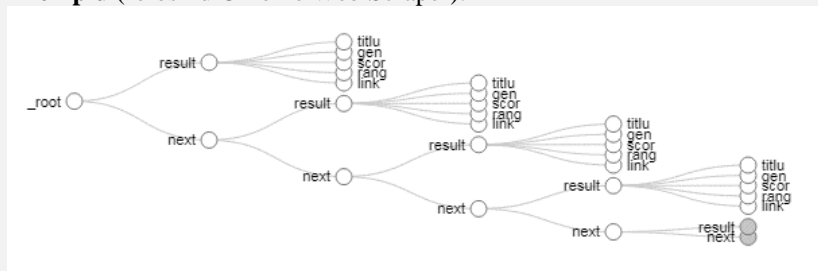 titlu
gen
scor
rang
link
result
_root
next
result
titlu
gen
scor
rang
link
next
result
titlu
gen
scor
rang
link
next
result
titlu
gen
scor
rang
link
next
result
next